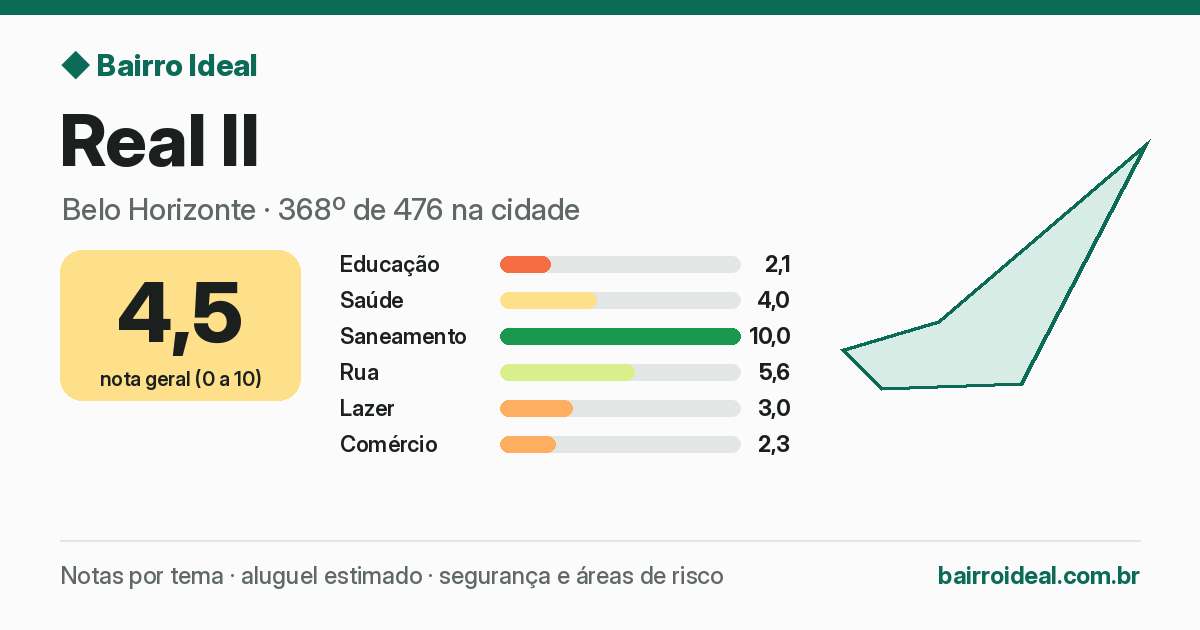 Bairro Ideal
Real II
Belo Horizonte · 368º de 476 na cidade
4,5
nota geral (0 a 10)
Educação 2,1
Saúde 4,0
Saneamento 10,0
Rua 5,6
Lazer 3,0
Comércio 2,3
Notas por tema · aluguel estimado · segurança e áreas de risco
bairroideal.com.br